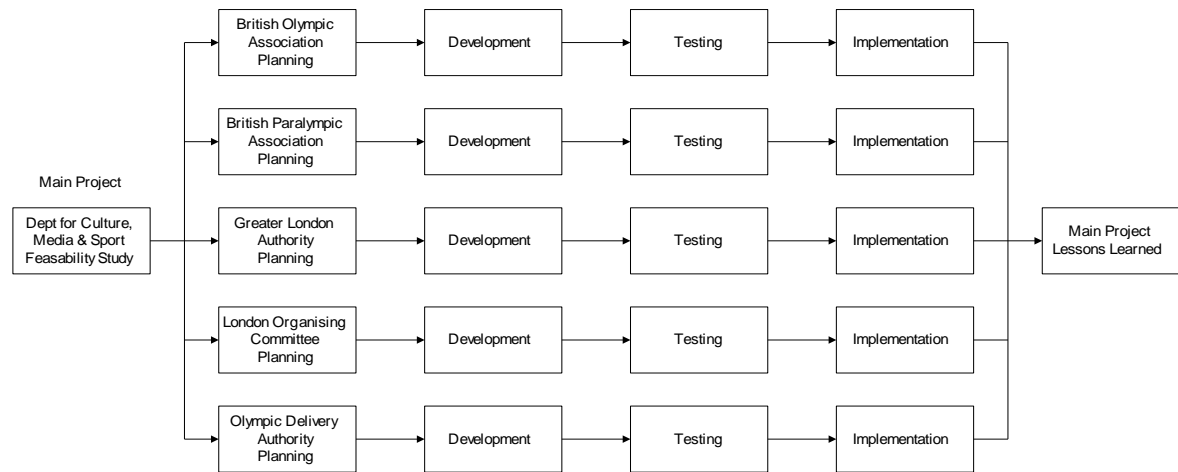 British Olympic
Association
Planning
Development
Testing
Implementation
British Paralympic
Association
Planning
Development
Testing
Implementation
Main Project
Dept for Culture,
Media & Sport
Feasability Study
Greater London
Authority
Planning
Development
Testing
Implementation
Main Project
Lessons Learned
London Organising
Committee
Planning
Development
Testing
Implementation
Olympic Delivery
Authority
Planning
Development
Testing
Implementation